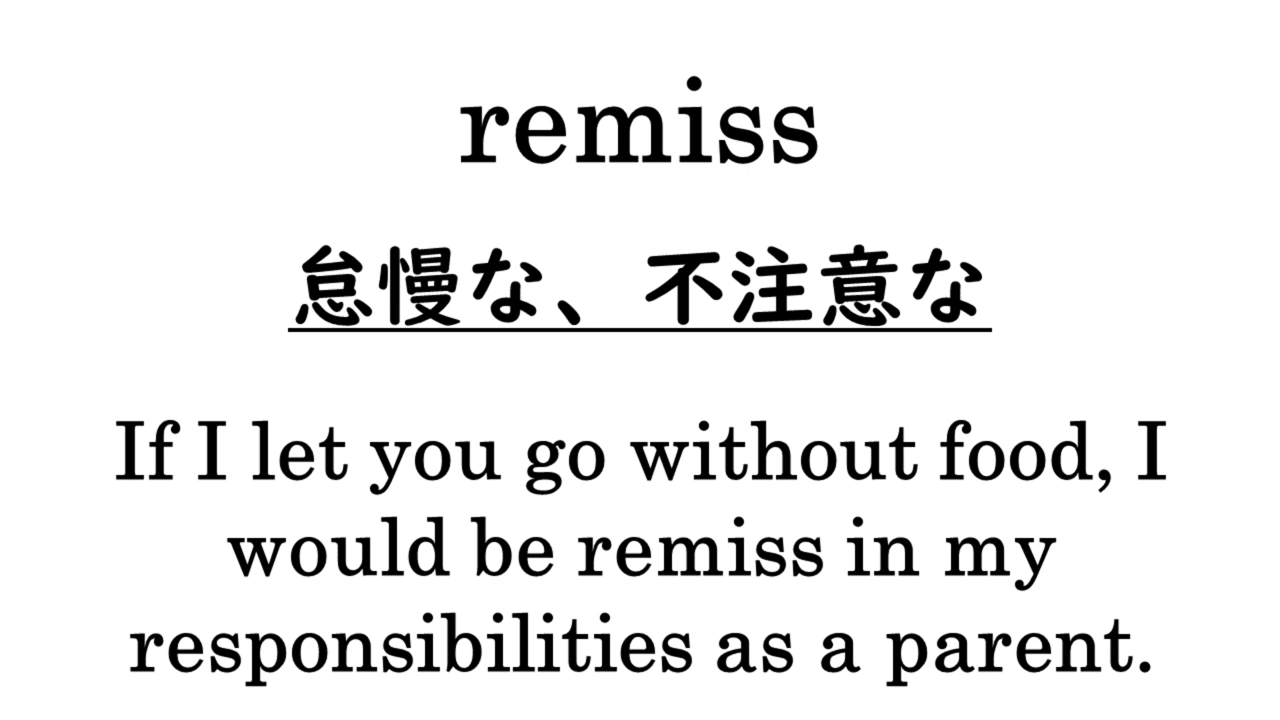 remiss
怠慢な、不注意な
If I let you go without food, I
would be remiss in my
responsibilities as a parent.